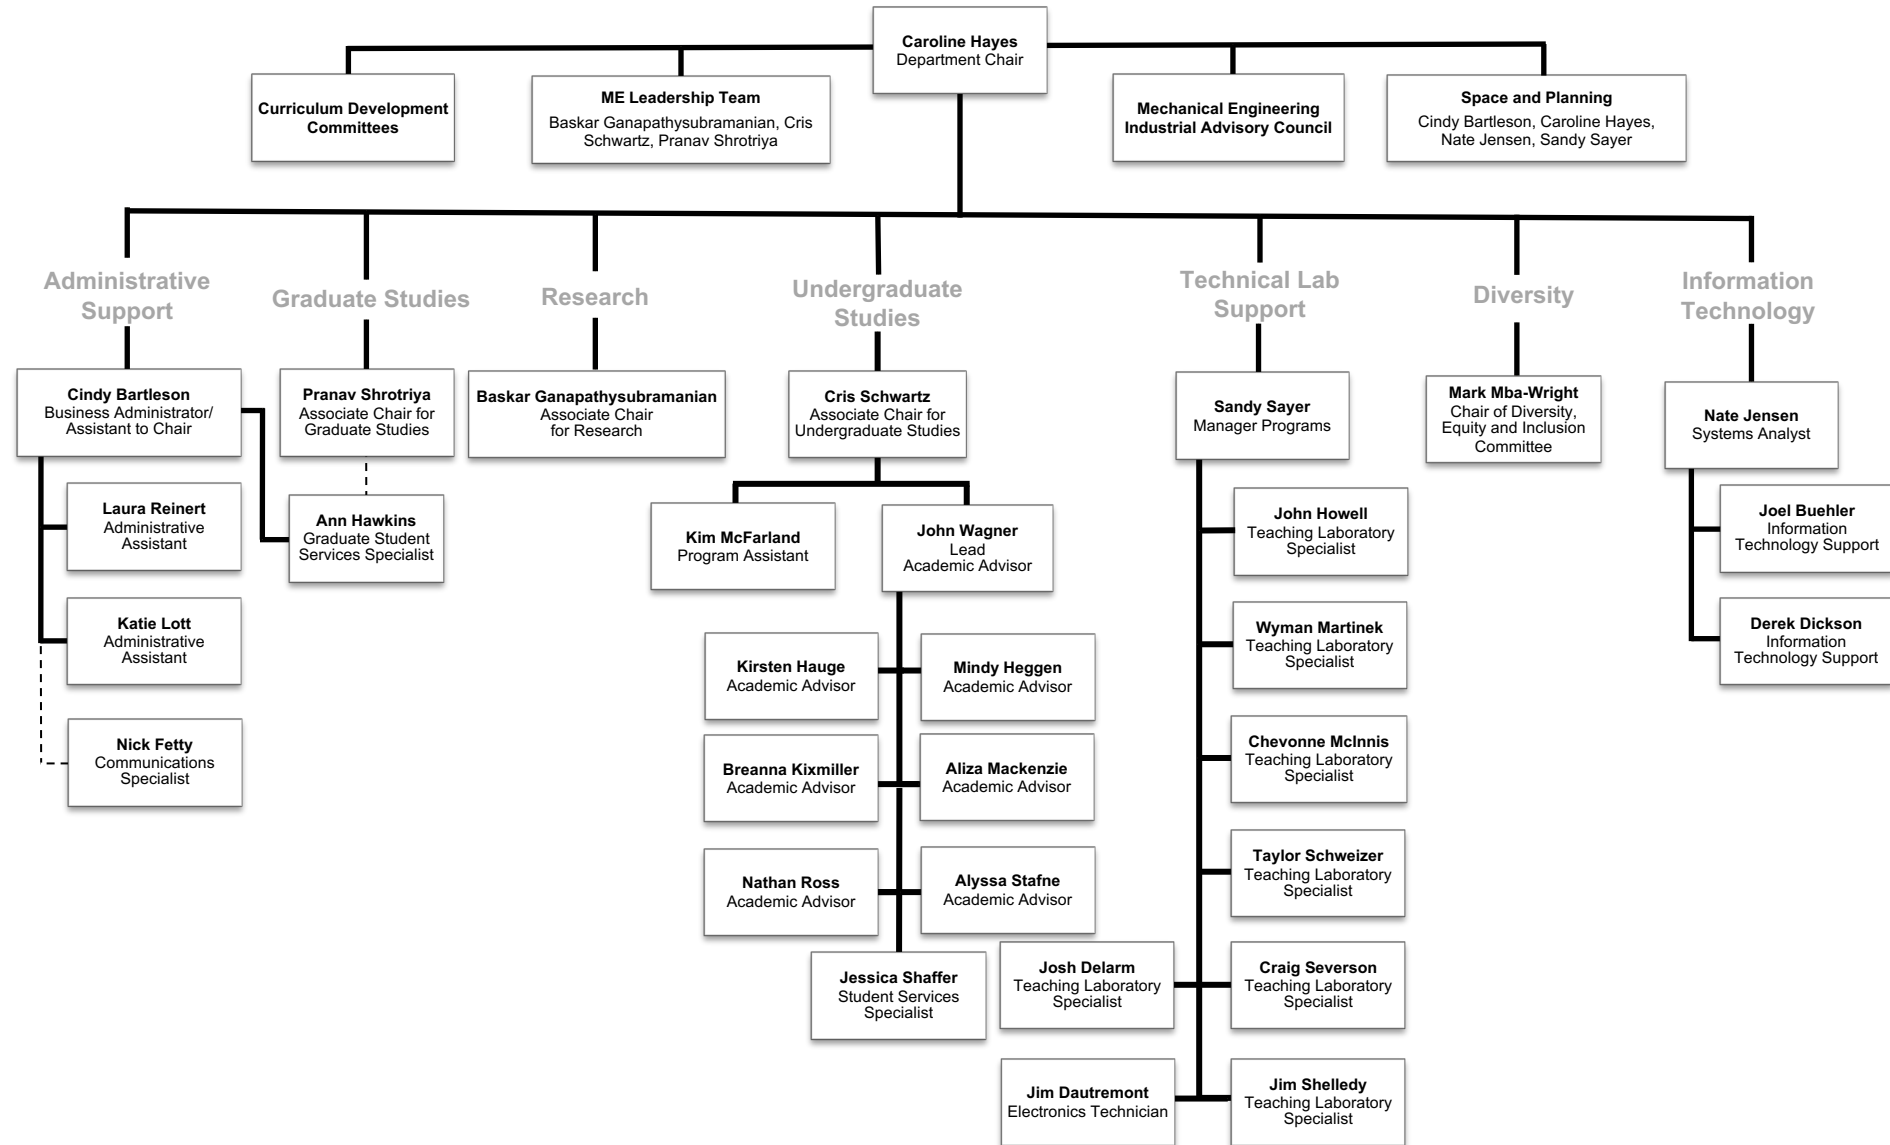 Caroline Hayes
Department Chair
Curriculum Development
Committees
ME Leadership Team
Baskar Ganapathysubramanian, Cris
Schwartz, Pranav Shrotriya
Mechanical Engineering
Industrial Advisory Council
Space and Planning
Cindy Bartleson, Caroline Hayes,
Nate Jensen, Sandy Sayer
Administrative
Support
Graduate Studies
Research
Undergraduate
Studies
Technical Lab
Support
Diversity
Information
Technology
Cindy Bartleson
Business Administrator/
Assistant to Chair
Pranav Shrotriya
Associate Chair for
Graduate Studies
Baskar Ganapathysubramanian
Associate Chair
for Research
Cris Schwartz
Associate Chair for
Undergraduate Studies
Sandy Sayer
Manager Programs
Mark Mba-Wright
Chair of Diversity,
Equity and Inclusion
Committee
Nate Jensen
Systems Analyst
Laura Reinert
Administrative
Assistant
Katie Lott
Administrative
Assistant
Nick Fetty
Communications
Specialist
Ann Hawkins
Graduate Student
Services Specialist
Kim McFarland
Program Assistant
John Wagner
Lead
Academic Advisor
Kirsten Hauge
Academic Advisor
Mindy Heggen
Academic Advisor
Breanna Kixmiller
Academic Advisor
Aliza Mackenzie
Academic Advisor
Nathan Ross
Academic Advisor
Alyssa Stafne
Academic Advisor
Jessica Shaffer
Student Services
Specialist
John Howell
Teaching Laboratory
Specialist
Wyman Martinek
Teaching Laboratory
Specialist
Chevonne McInnis
Teaching Laboratory
Specialist
Taylor Schweizer
Teaching Laboratory
Specialist
Josh Delarm
Teaching Laboratory
Specialist
Craig Severson
Teaching Laboratory
Specialist
Jim Dautremont
Electronics Technician
Jim Shelledy
Teaching Laboratory
Specialist
Joel Buehler
Information
Technology Support
Derek Dickson
Information
Technology Support